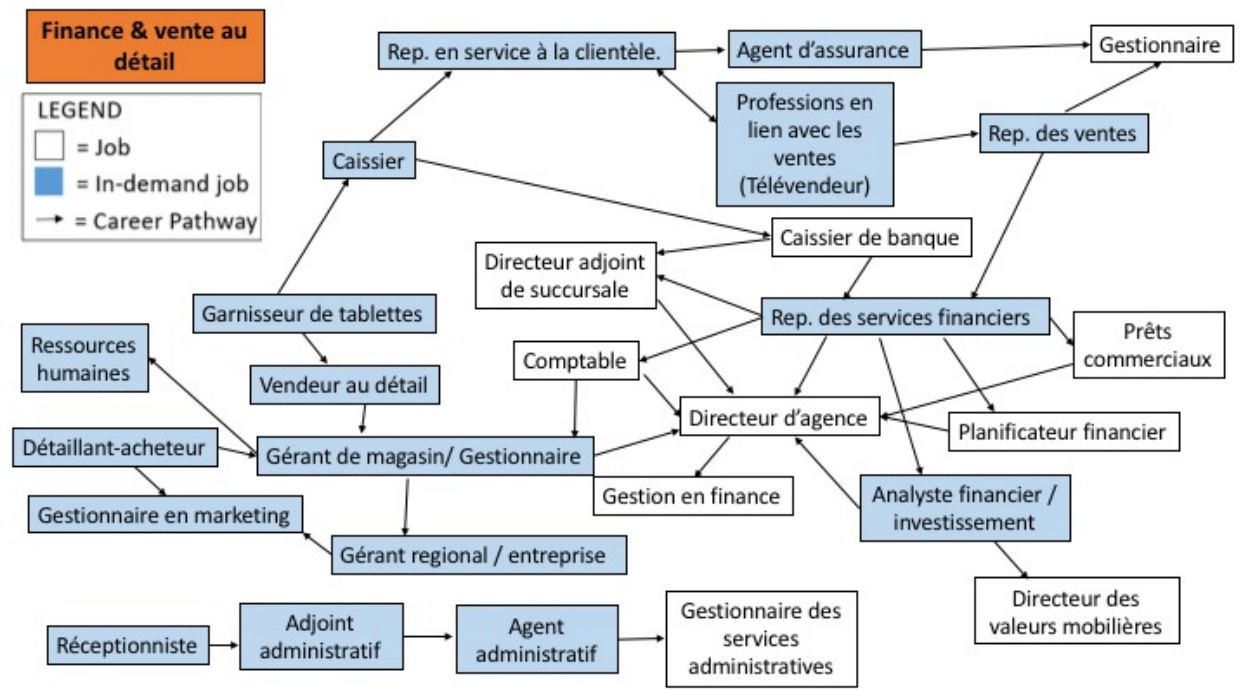 Finance & vente au
détail
LEGEND
= Job
= In-demand job
= Career Pathway
Rep. en service à la clientèle.
Agent d'assurance
Gestionnaire
Professions en
lien avec les
ventes
(Télévendeur)
Rep. des ventes
Caissier
Caissier de banque
Directeur adjoint
de succursale
Garnisseur de tablettes
Rep. des services financiers
Prêts
commerciaux
Ressources
humaines
Comptable
Vendeur au détail
Directeur d'agence
Planificateur financier
Détaillant-acheteur
Gérant de magasin/ Gestionnaire
Gestion en finance
Analyste financier /
investissement
Gestionnaire en marketing
Gérant regional / entreprise
Directeur des
valeurs mobilières
Réceptionniste
Adjoint
administratif
Agent
administratif
Gestionnaire des
services
administratives